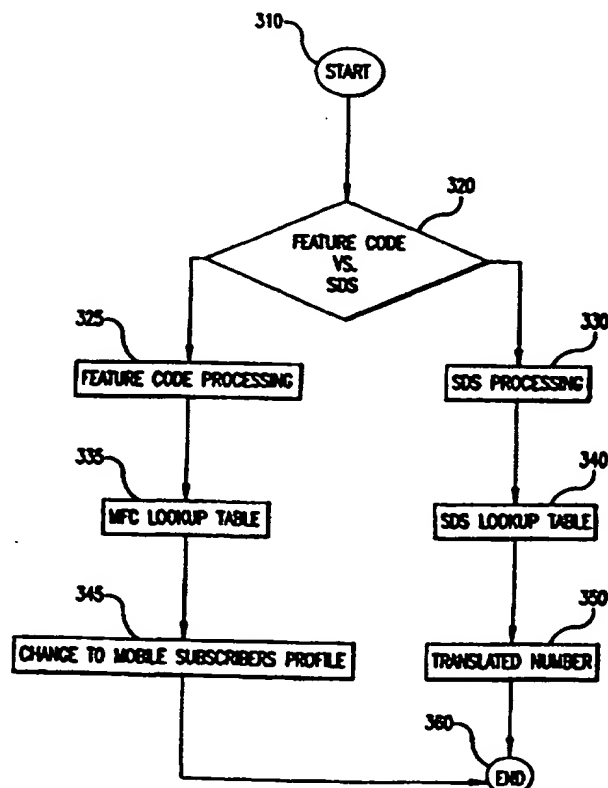 310
START
320
FEATURE CODE
VS.
SDS
325
330
FEATURE CODE PROCESSING
SDS PROCESSING
335
340
MFC LOOKUP TABLE
SDS LOOKUP TABLE
345
350
CHANGE TO MOBILE SUBSCRIBERS PROFILE
TRANSLATED NUMBER
360
END